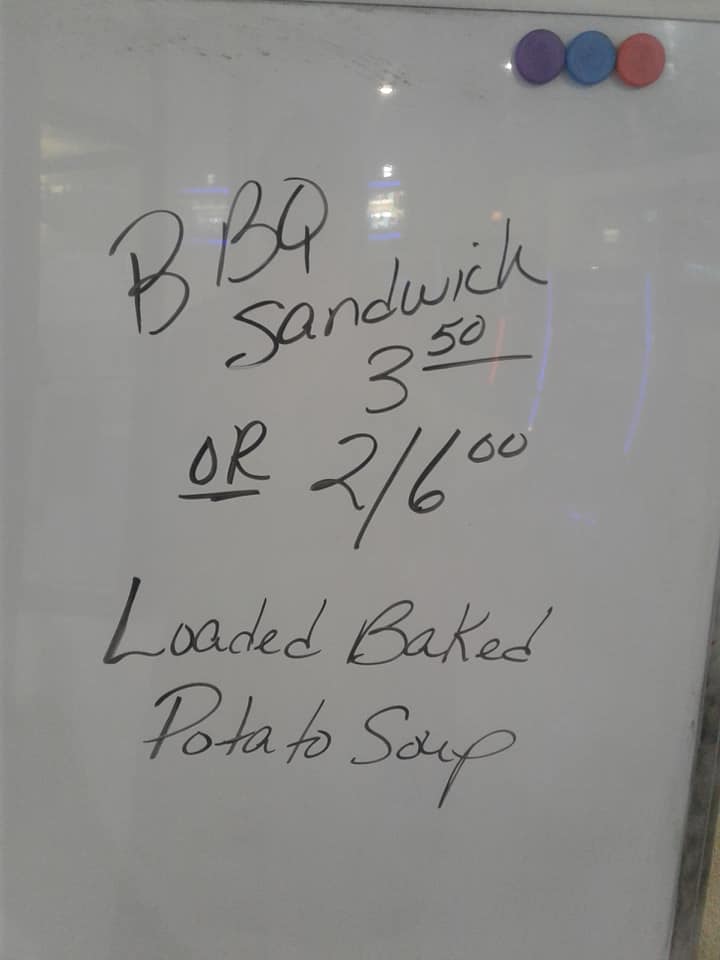 BBQ
Sandwich
3 50
OR 2/6 00
Loaded Baked
Potato Soup